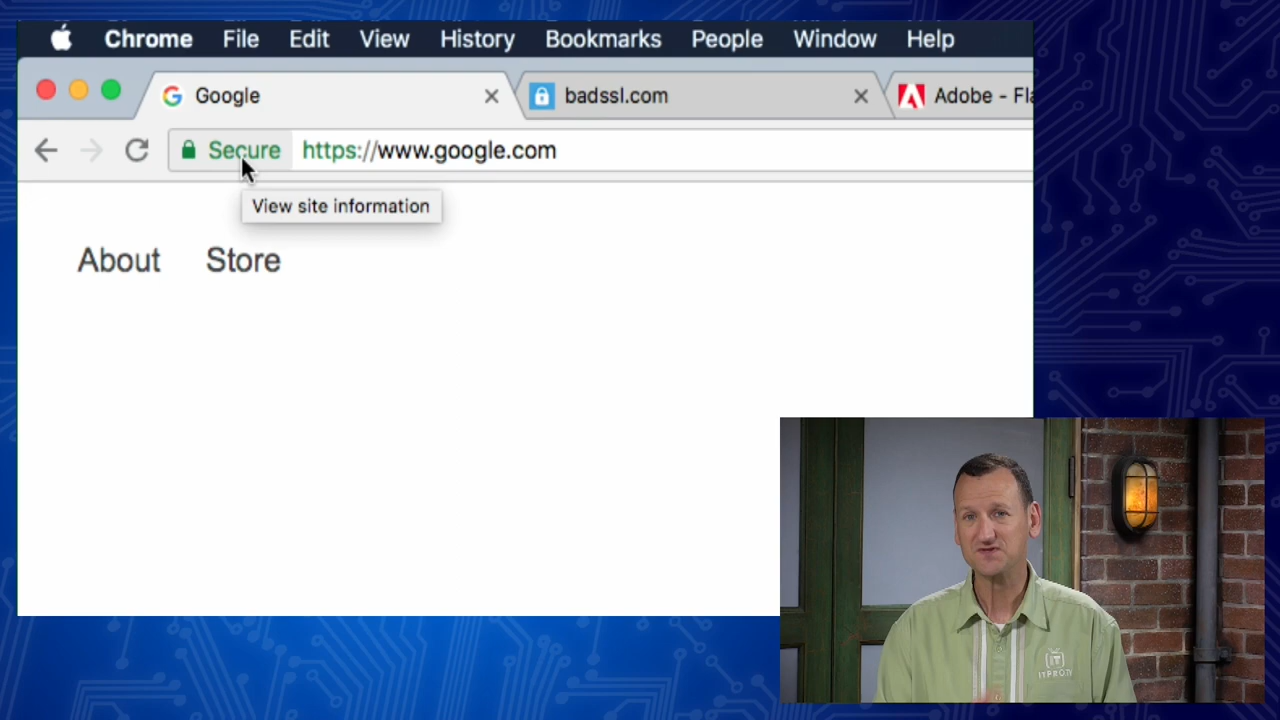 Chrome File Edit View History Bookmarks People Window Help
Google badssl.com Adobe - Fla
Secure https://www.google.com
View site information
About Store
ITPROTV